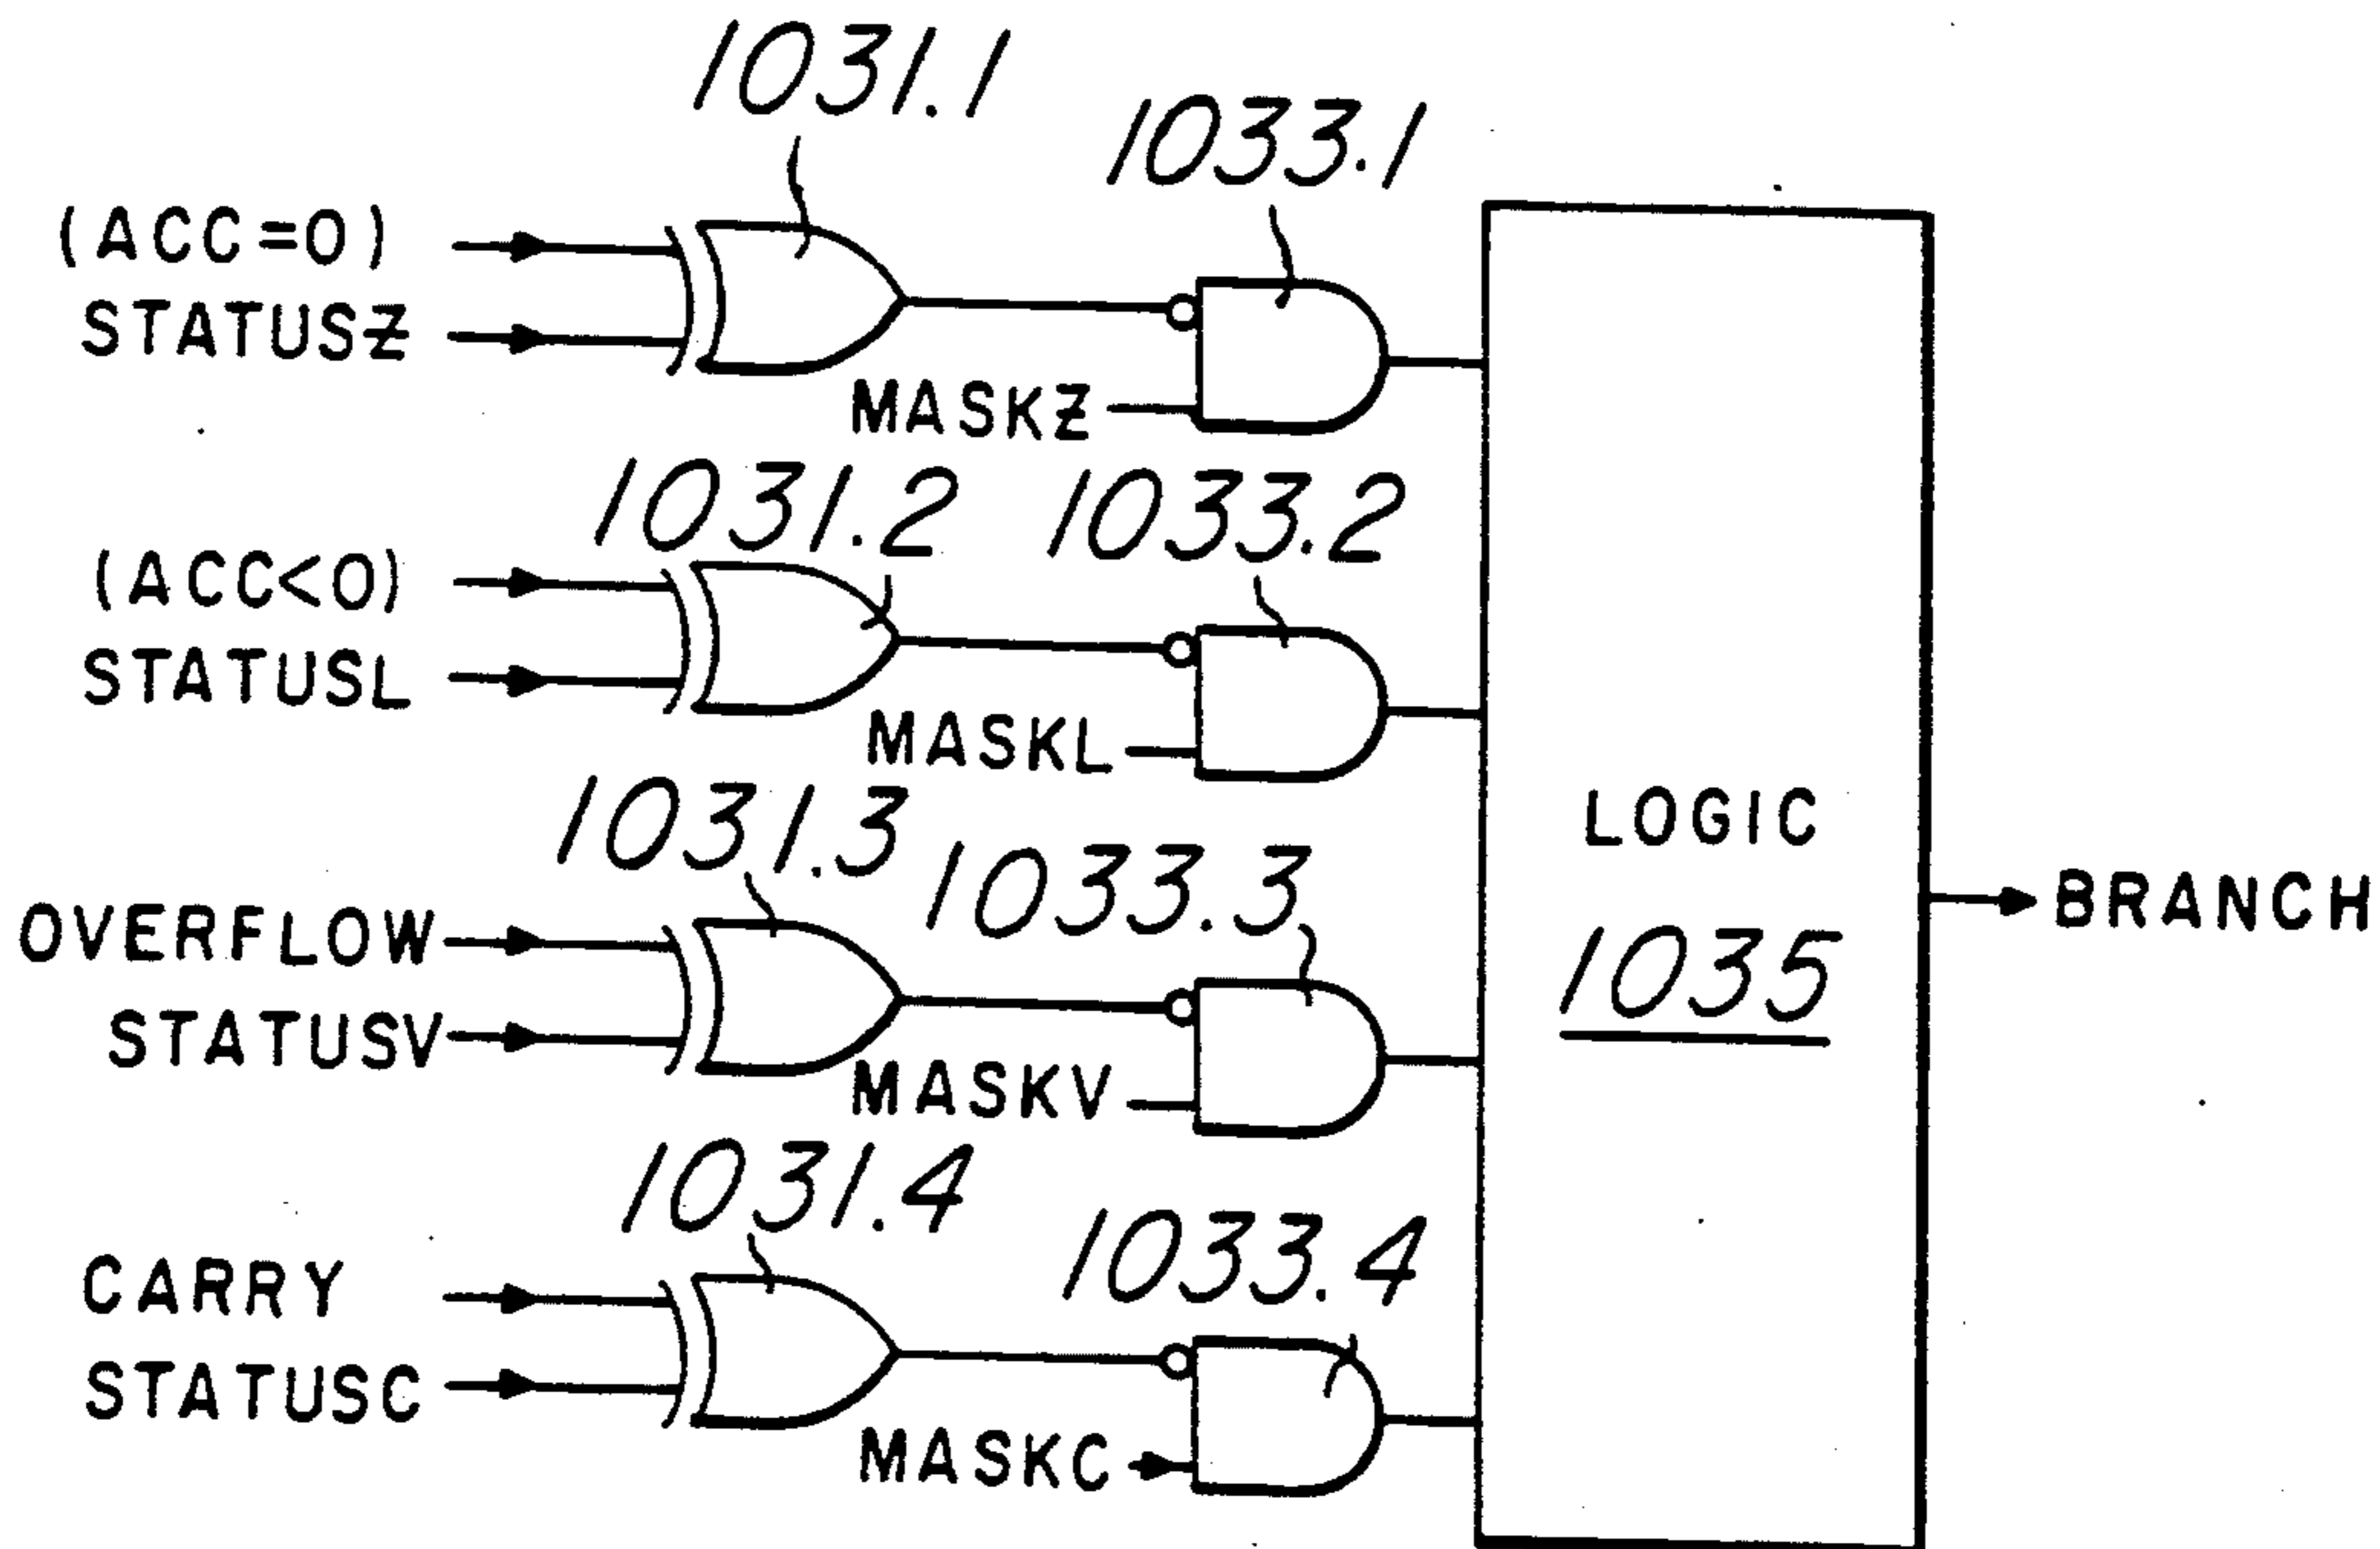 1031.1
1033.1
(ACC=0)
STATUSZ
MASKZ
1031.2
1033.2
(ACC<0)
STATUSL
MASKL
1031.3
1033.3
LOGIC
1035
BRANCH
OVERFLOW
STATUSV
MASKV
1031.4
1033.4
CARRY
STATUSC
MASKC